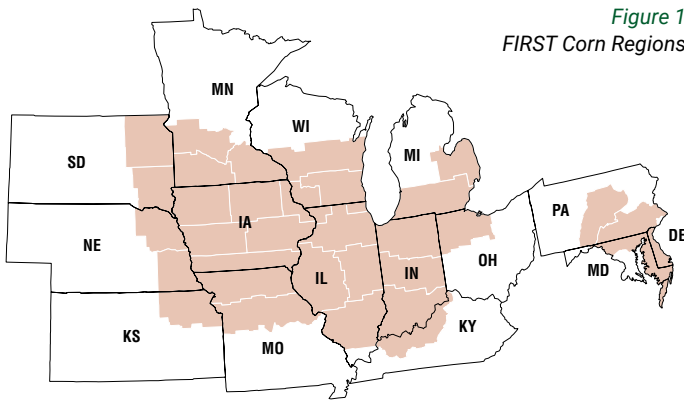 Figure 1
FIRST Corn Regions
MN
WI
MI
SD
IA
NE
PA
DE
MD
OH
IL
IN
KS
KY
MO